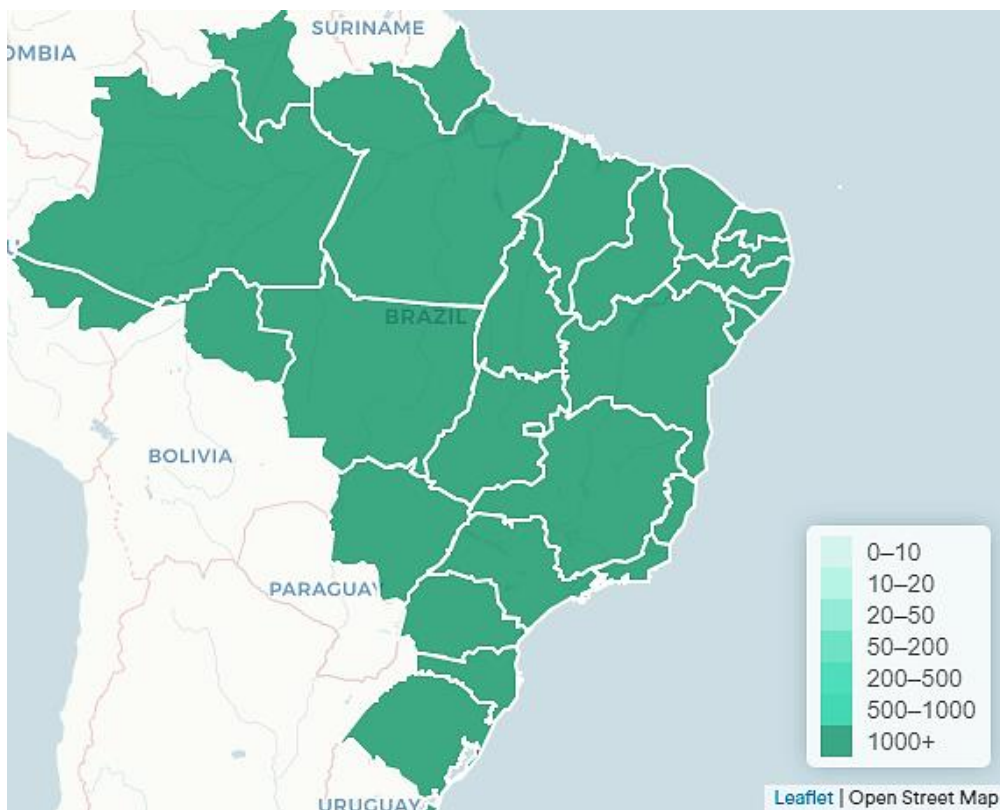 SURINAME
OMBIA
BRAZIL
BOLIVIA
PARAGUAY
URUGUAY
0–10
10–20
20–50
50–200
200–500
500–1000
1000+
Leaflet | Open Street Map